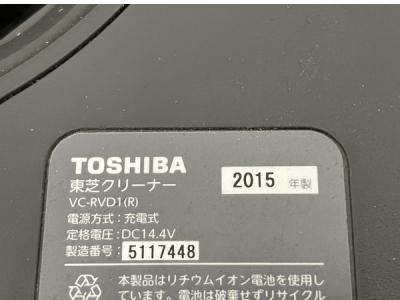 TOSHIBA
東芝クリーナー
2015 年製
VC-RVD1(R)
電源方式:充電式
定格電圧:DC14.4V
製造番号:5117448
本製品はリチウムイオン電池を使用し
ています。電池は破棄せずリサイクル